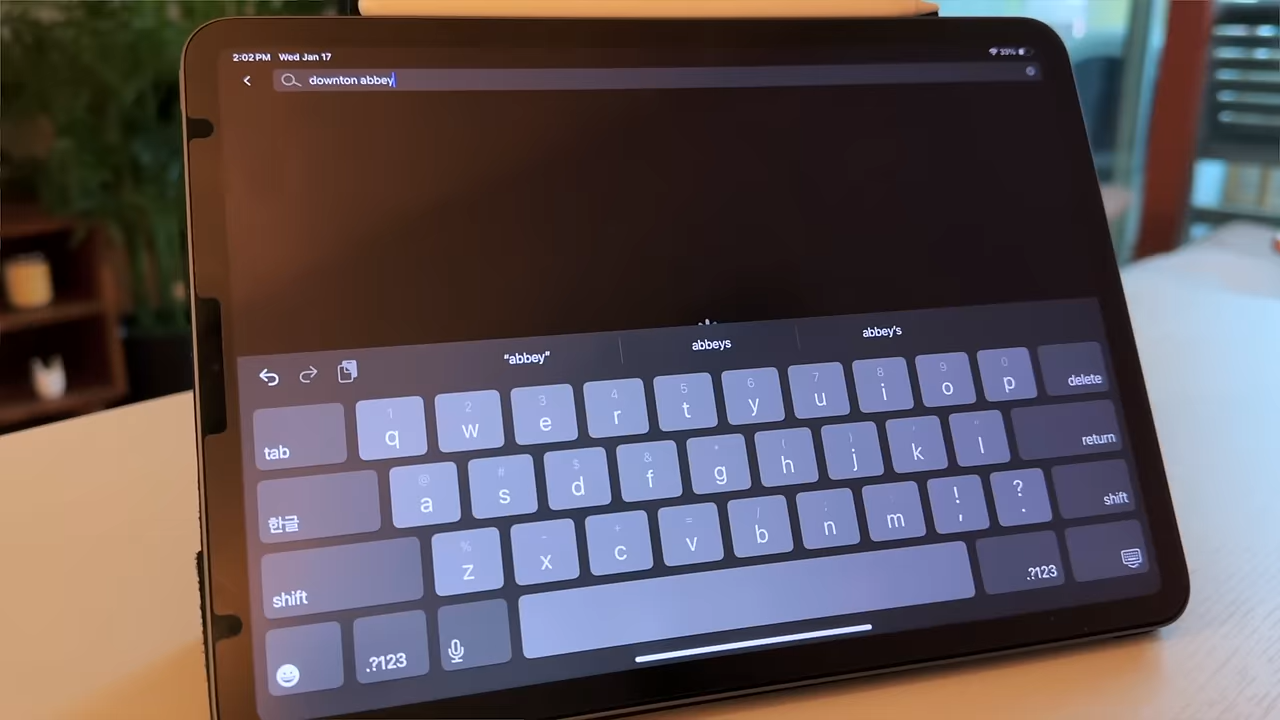 2:02 PM Wed Jan 17 33%
downton abbey
"abbey" abbeys abbey's
tab 1 q 2 w 3 e 4 r 5 t 6 y 7 u 8 i 9 o 0 p delete
한글 @ a # s $ d & f * g ( h ) j ' k " l return
shift % z - x + c = v / b ; n : m ! , ? . shift
.?123 .?123